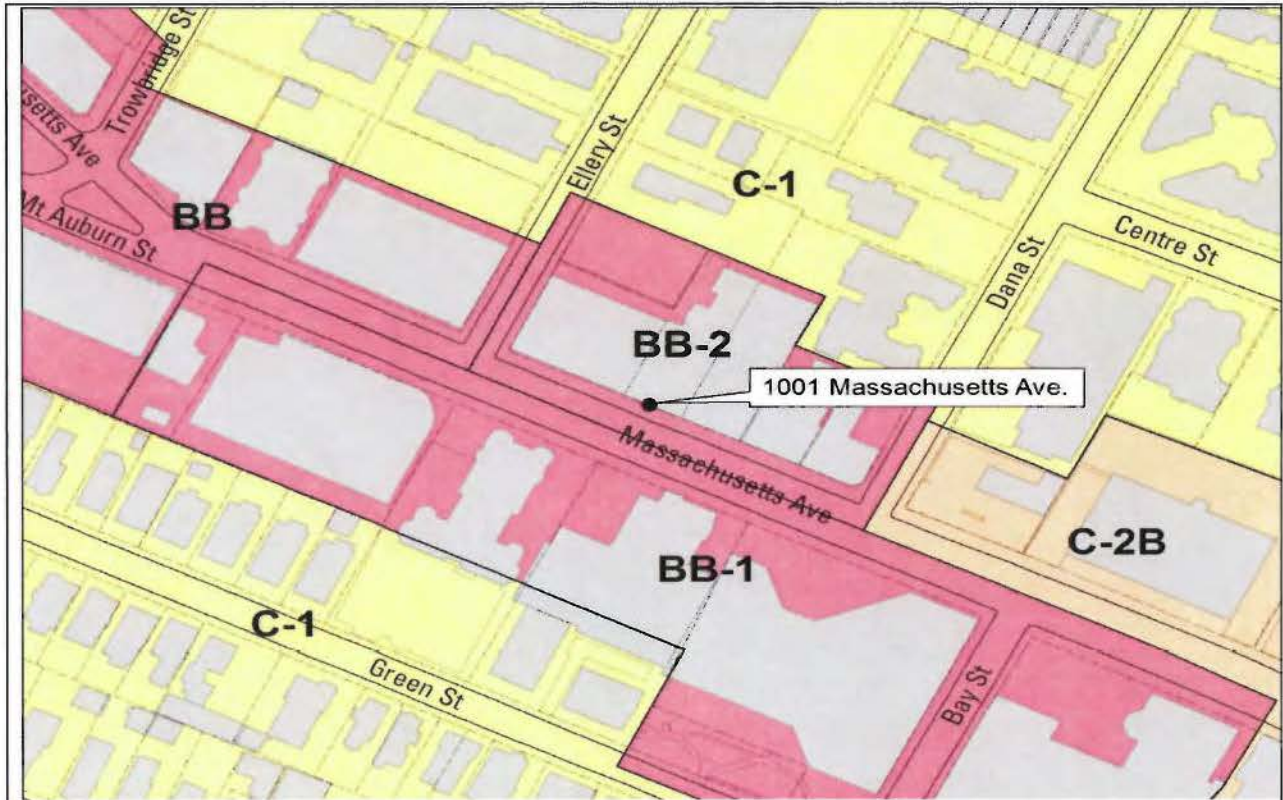 Trowbridge St
usetts Ave
Mt Auburn St
BB
Ellery St
C-1
Dana St
Centre St
BB-2
1001 Massachusetts Ave.
Massachusetts Ave
C-2B
BB-1
C-1
Green St
Bay St